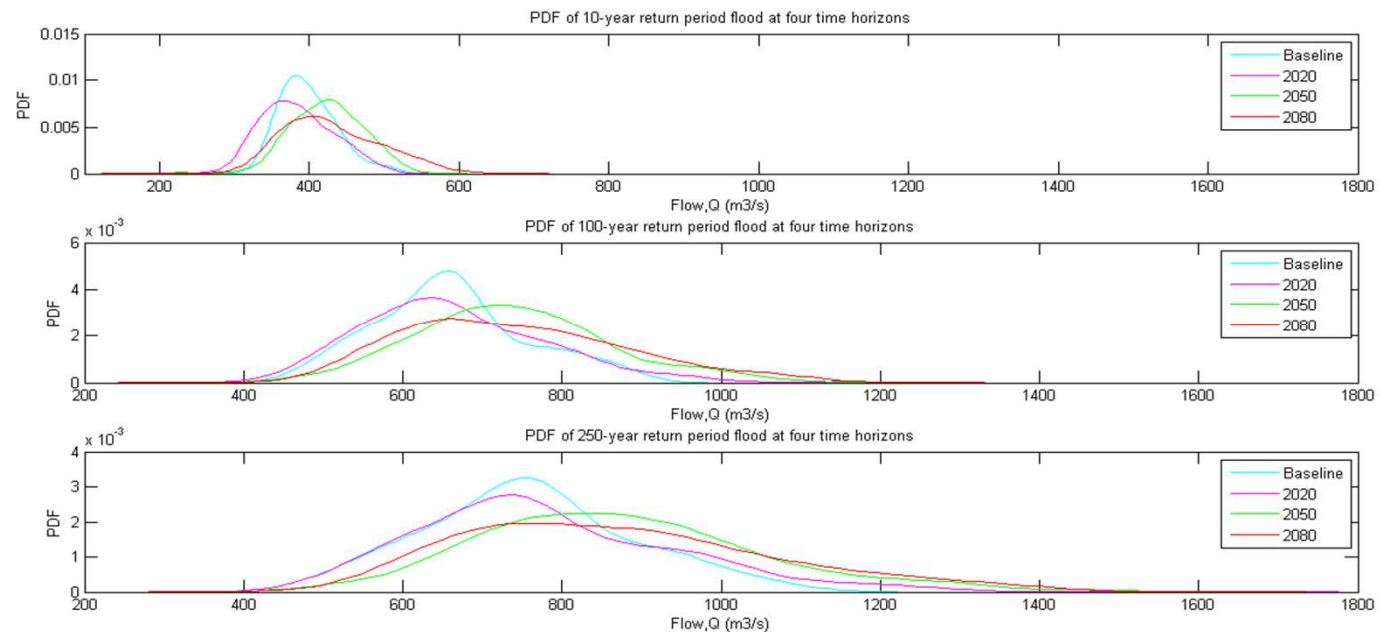 PDF of 10-year return period flood at four time horizons
0.015
0.01
0.005
0
PDF
Baseline
2020
2050
2080
200 400 600 800 1000 1200 1400 1600 1800
Flow,Q (m3/s)
PDF of 100-year return period flood at four time horizons
x 10^-3
6
4
2
0
PDF
Baseline
2020
2050
2080
200 400 600 800 1000 1200 1400 1600 1800
Flow,Q (m3/s)
PDF of 250-year return period flood at four time horizons
x 10^-3
4
3
2
1
0
PDF
Baseline
2020
2050
2080
200 400 600 800 1000 1200 1400 1600 1800
Flow,Q (m3/s)